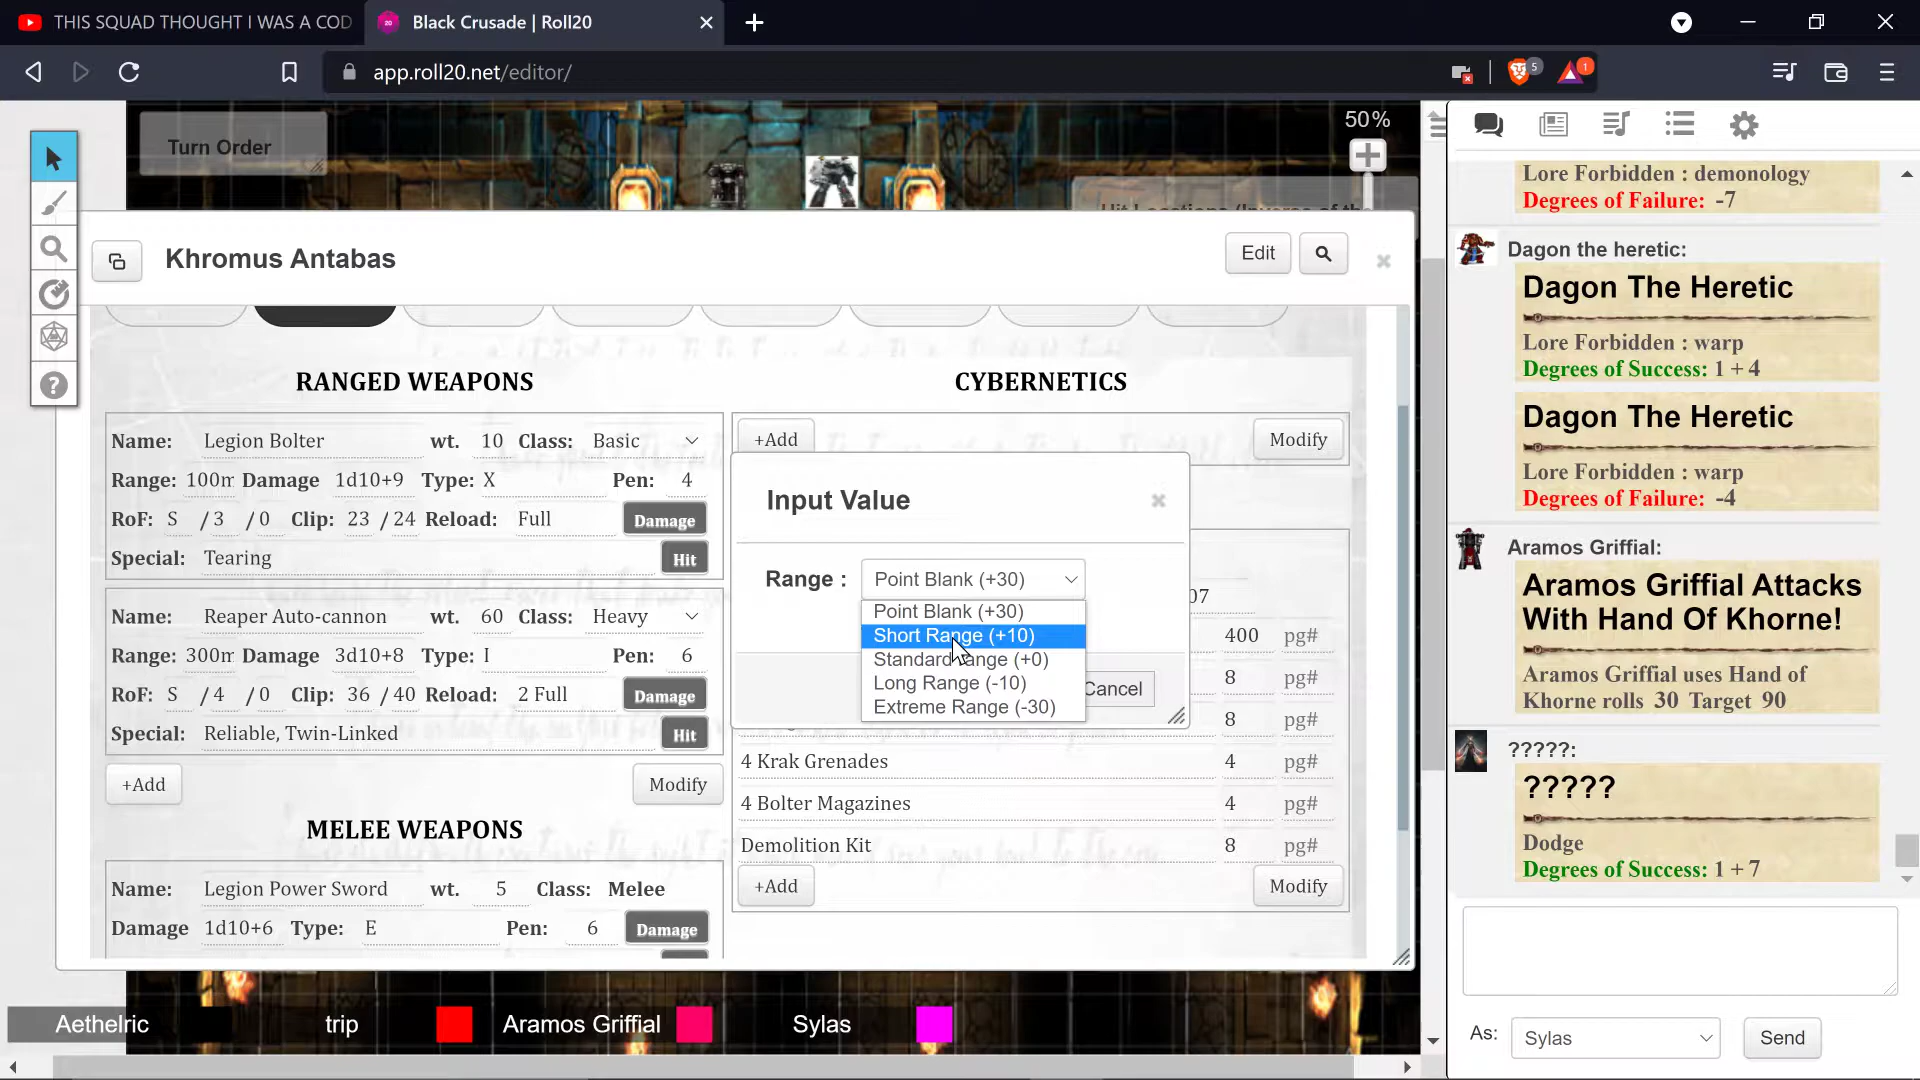 THIS SQUAD THOUGHT I WAS A COD
Black Crusade | Roll20
app.roll20.net/editor/
5
1
Turn Order
50%
Khromus Antabas
Edit
RANGED WEAPONS
Name: Legion Bolter wt. 10 Class: Basic
Range: 100m Damage 1d10+9 Type: X Pen: 4
RoF: S /3 /0 Clip: 23 /24 Reload: Full Damage
Special: Tearing Hit
Name: Reaper Auto-cannon wt. 60 Class: Heavy
Range: 300m Damage 3d10+8 Type: I Pen: 6
RoF: S /4 /0 Clip: 36 /40 Reload: 2 Full Damage
Special: Reliable, Twin-Linked Hit
+Add Modify
MELEE WEAPONS
Name: Legion Power Sword wt. 5 Class: Melee
Damage 1d10+6 Type: E Pen: 6 Damage
CYBERNETICS
+Add Modify
Input Value
Range : Point Blank (+30)
Point Blank (+30)
Short Range (+10)
Standard Range (+0)
Long Range (-10)
Extreme Range (-30)
Cancel
07
400 pg#
8 pg#
8 pg#
4 Krak Grenades 4 pg#
4 Bolter Magazines 4 pg#
Demolition Kit 8 pg#
+Add Modify
Aethelric
trip
Aramos Griffial
Sylas
Lore Forbidden : demonology
Degrees of Failure: -7
Dagon the heretic:
Dagon The Heretic
Lore Forbidden : warp
Degrees of Success: 1 + 4
Dagon The Heretic
Lore Forbidden : warp
Degrees of Failure: -4
Aramos Griffial:
Aramos Griffial Attacks
With Hand Of Khorne!
Aramos Griffial uses Hand of
Khorne rolls 30 Target 90
?????:
?????
Dodge
Degrees of Success: 1 + 7
As: Sylas Send